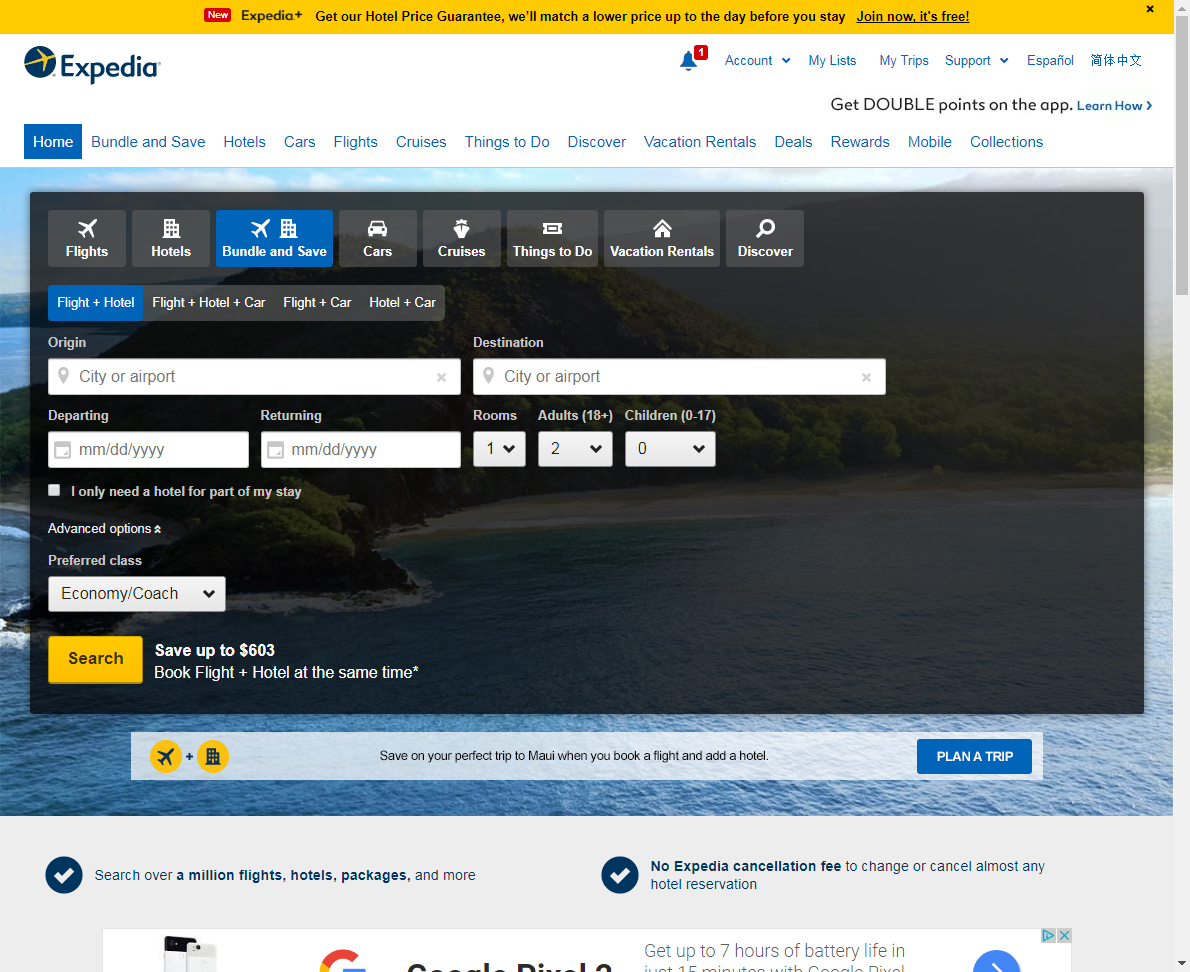 New Expedia+ Get our Hotel Price Guarantee, we'll match a lower price up to the day before you stay Join now, it's free!
Expedia
1
Account My Lists My Trips Support Español 简体中文
Get DOUBLE points on the app. Learn How
Home Bundle and Save Hotels Cars Flights Cruises Things to Do Discover Vacation Rentals Deals Rewards Mobile Collections
Flights Hotels Bundle and Save Cars Cruises Things to Do Vacation Rentals Discover
Flight + Hotel Flight + Hotel + Car Flight + Car Hotel + Car
Origin Destination
City or airport City or airport
Departing Returning Rooms Adults (18+) Children (0-17)
mm/dd/yyyy mm/dd/yyyy 1 2 0
I only need a hotel for part of my stay
Advanced options
Preferred class
Economy/Coach
Search
Save up to $603
Book Flight + Hotel at the same time*
+ Save on your perfect trip to Maui when you book a flight and add a hotel. PLAN A TRIP
Search over a million flights, hotels, packages, and more
No Expedia cancellation fee to change or cancel almost any
hotel reservation
Get up to 7 hours of battery life in
just 15 minutes with Google Pixel
Google Pixel 2